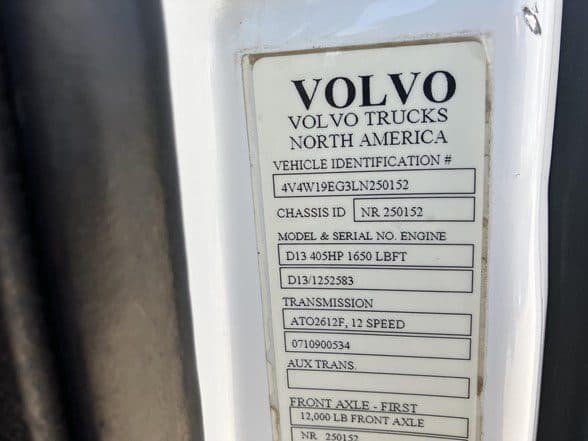 VOLVO
VOLVO TRUCKS
NORTH AMERICA
VEHICLE IDENTIFICATION #
4V4W19EG3LN250152
CHASSIS ID NR 250152
MODEL & SERIAL NO. ENGINE
D13 405HP 1650 LBFT
D13/1252583
TRANSMISSION
ATO2612F, 12 SPEED
0710900534
AUX TRANS.
FRONT AXLE - FIRST
12,000 LB FRONT AXLE
NR 250152